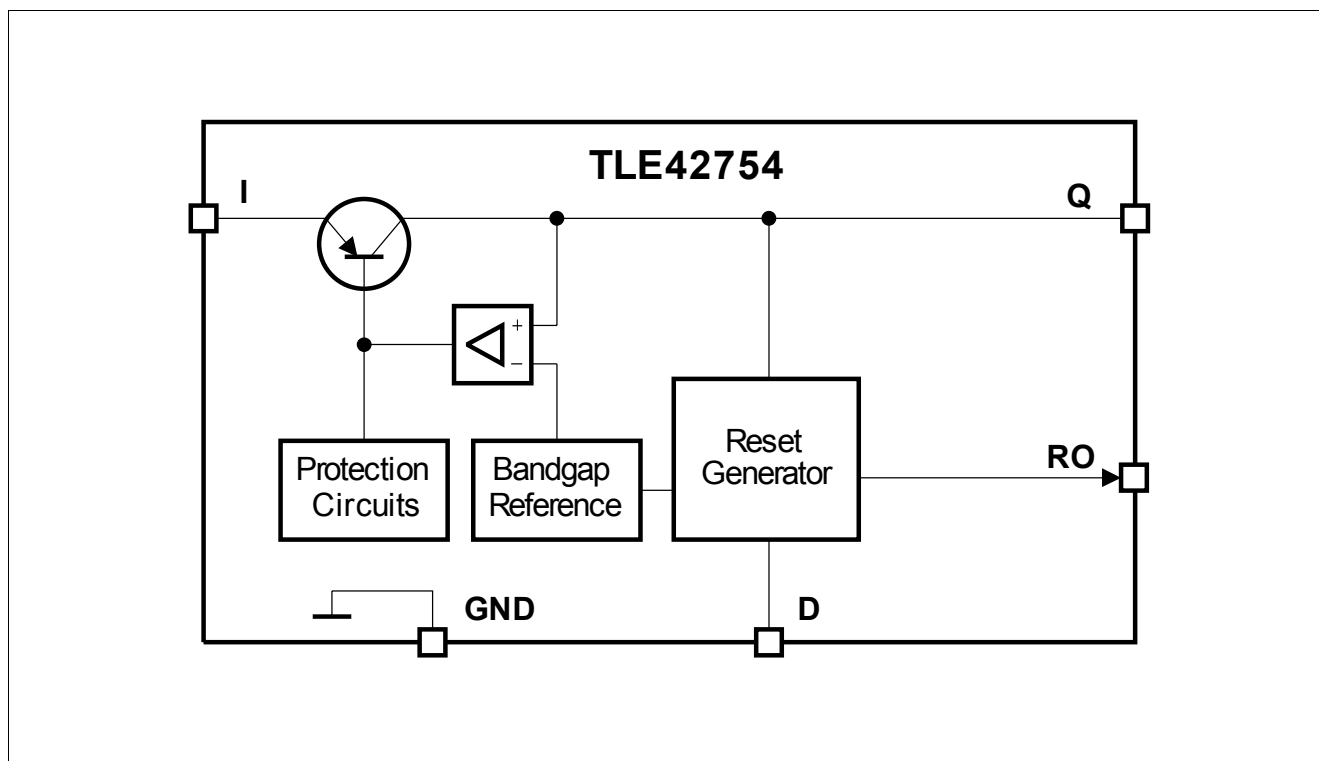 TLE42754
I
Q
+
–
Reset
Generator
RO
Protection
Circuits
Bandgap
Reference
GND
D